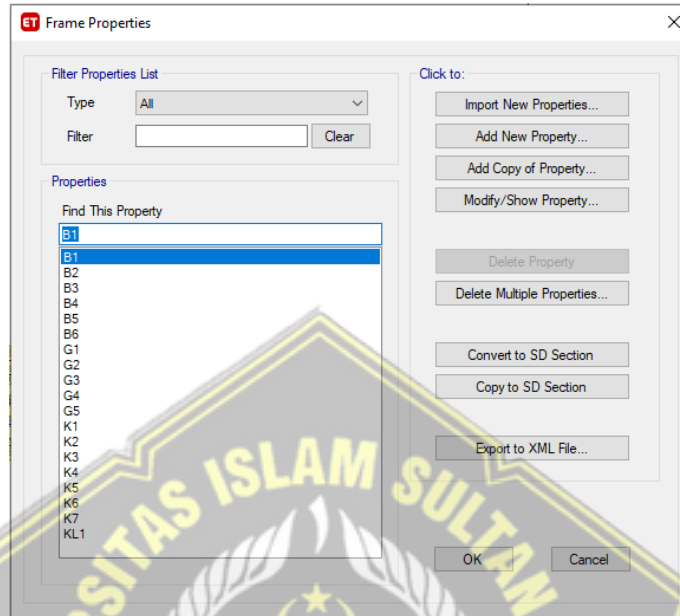 ET Frame Properties
Filter Properties List
Type All
Filter Clear
Properties
Find This Property
B1
B1
B2
B3
B4
B5
B6
G1
G2
G3
G4
G5
K1
K2
K3
K4
K5
K6
K7
KL1
Click to:
Import New Properties...
Add New Property...
Add Copy of Property...
Modify/Show Property...
Delete Property
Delete Multiple Properties...
Convert to SD Section
Copy to SD Section
Export to XML File...
OK Cancel
SITAS ISLAM SULTA